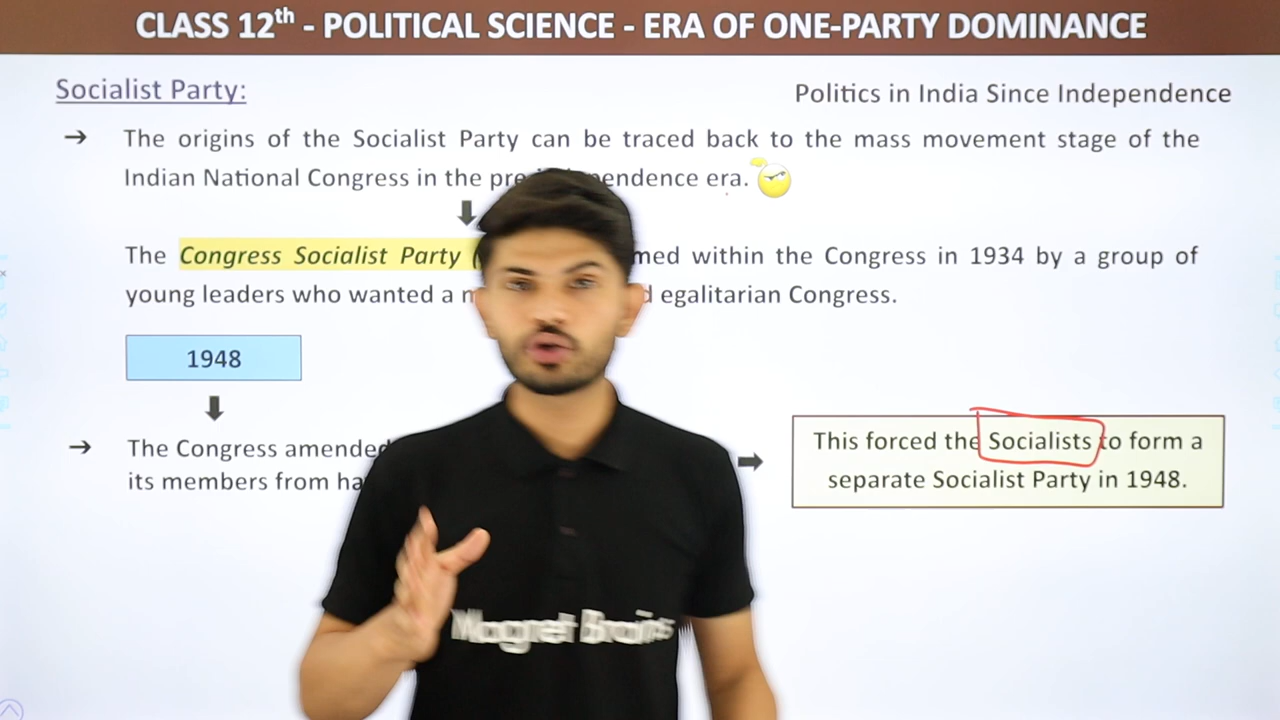 CLASS 12th - POLITICAL SCIENCE - ERA OF ONE-PARTY DOMINANCE
Socialist Party:
Politics in India Since Independence
→ The origins of the Socialist Party can be traced back to the mass movement stage of the
Indian National Congress in the era.
The Congress Socialist Party within the Congress in 1934 by a group of
young leaders who wanted a egalitarian Congress.
1948
→ The Congress amended
its members from
This forced the Socialists to form a
separate Socialist Party in 1948.
Magnet Brains